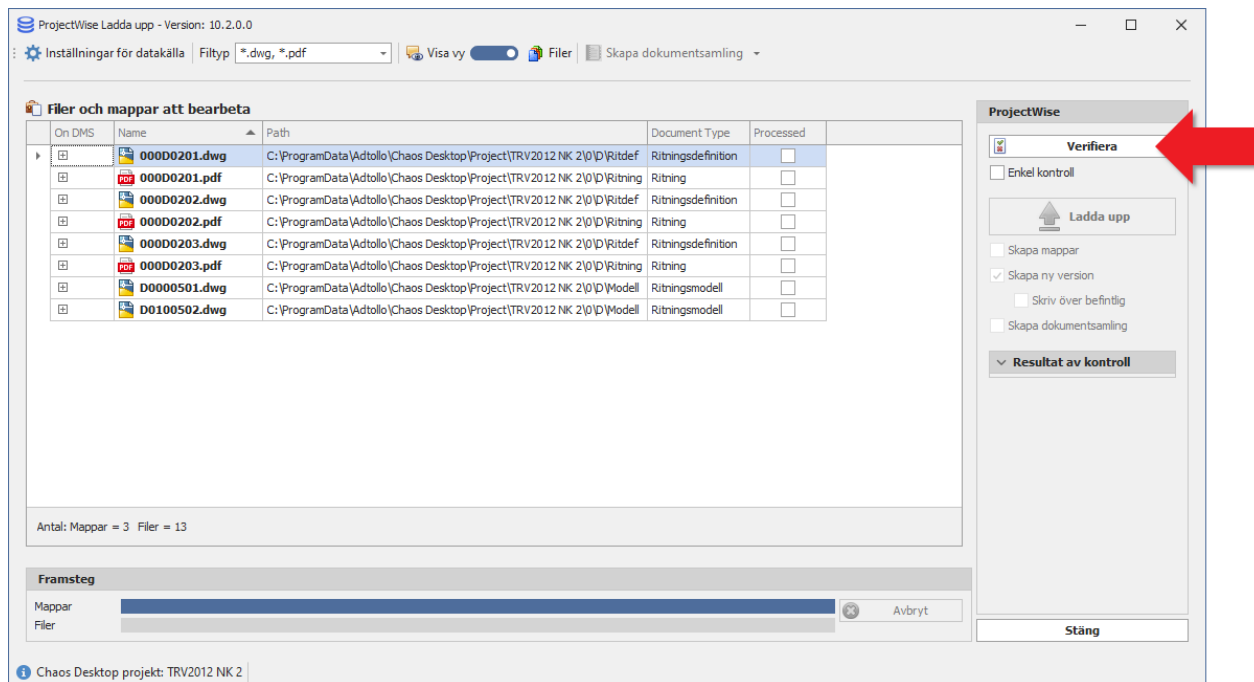 ProjectWise Ladda upp - Version: 10.2.0.0
Inställningar för datakälla Filtyp *.dwg, *.pdf Visa vy Filer Skapa dokumentsamling
Filer och mappar att bearbeta
On DMS Name Path Document Type Processed
000D0201.dwg C:\ProgramData\Adtollo\Chaos Desktop\Project\TRV2012 NK 2\0\D\Ritdef Ritningsdefinition
PDF 000D0201.pdf C:\ProgramData\Adtollo\Chaos Desktop\Project\TRV2012 NK 2\0\D\Ritning Ritning
000D0202.dwg C:\ProgramData\Adtollo\Chaos Desktop\Project\TRV2012 NK 2\0\D\Ritdef Ritningsdefinition
PDF 000D0202.pdf C:\ProgramData\Adtollo\Chaos Desktop\Project\TRV2012 NK 2\0\D\Ritning Ritning
000D0203.dwg C:\ProgramData\Adtollo\Chaos Desktop\Project\TRV2012 NK 2\0\D\Ritdef Ritningsdefinition
PDF 000D0203.pdf C:\ProgramData\Adtollo\Chaos Desktop\Project\TRV2012 NK 2\0\D\Ritning Ritning
D0000501.dwg C:\ProgramData\Adtollo\Chaos Desktop\Project\TRV2012 NK 2\0\D\Modell Ritningsmodell
D0100502.dwg C:\ProgramData\Adtollo\Chaos Desktop\Project\TRV2012 NK 2\0\D\Modell Ritningsmodell
Antal: Mappar = 3 Filer = 13
ProjectWise
Verifiera
Enkel kontroll
Ladda upp
Skapa mappar
Skapa ny version
Skriv över befintlig
Skapa dokumentsamling
Resultat av kontroll
Framsteg
Mappar
Filer
Avbryt
Stäng
Chaos Desktop projekt: TRV2012 NK 2